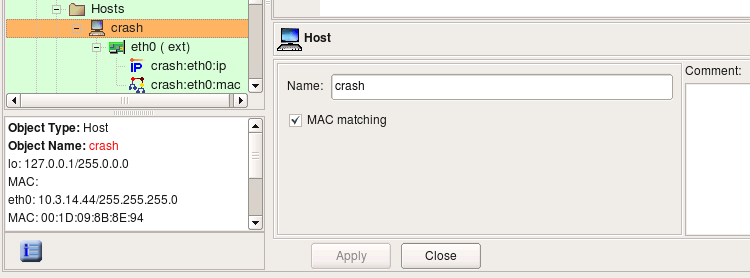 Hosts
crash
eth0 ( ext)
crash:eth0:ip
crash:eth0:mac
Object Type: Host
Object Name: crash
lo: 127.0.0.1/255.0.0.0
MAC:
eth0: 10.3.14.44/255.255.255.0
MAC: 00:1D:09:8B:8E:94
Host
Name: crash
MAC matching
Comment:
Apply
Close